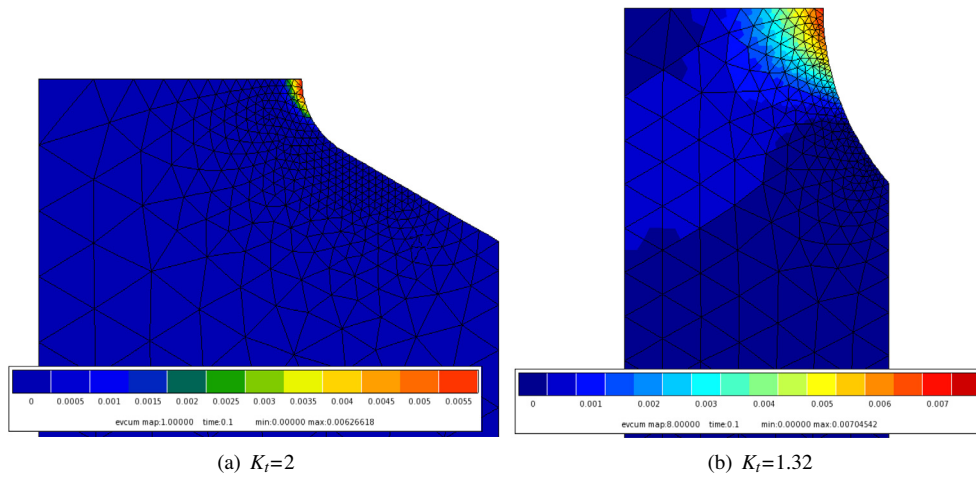 0 0.0005 0.001 0.0015 0.002 0.0025 0.003 0.0035 0.004 0.0045 0.005 0.0055
evcum map:1.00000 time:0.1 min:0.00000 max:0.00626618
(a) Kt=2
0 0.001 0.002 0.003 0.004 0.005 0.006 0.007
evcum map:8.00000 time:0.1 min:0.00000 max:0.00704542
(b) Kt=1.32